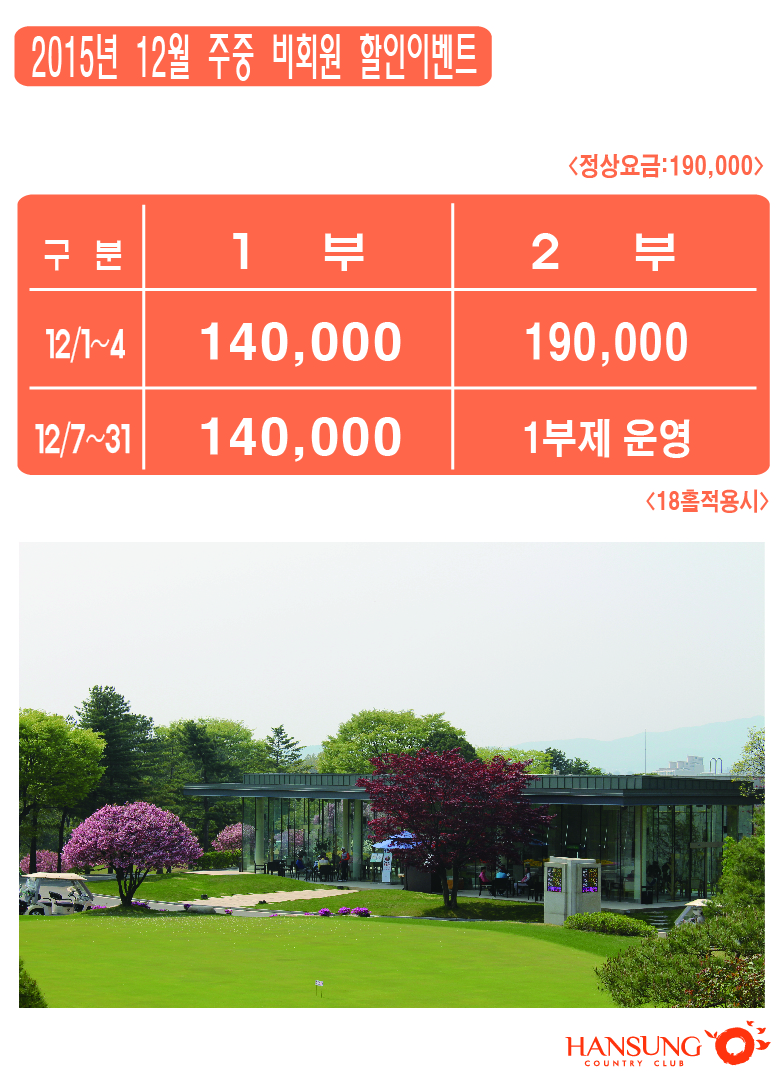 2015년 12월 주중 비회원 할인이벤트
<정상요금:190,000>
구 분 1 부 2 부
12/1~4 140,000 190,000
12/7~31 140,000 1부제 운영
<18홀적용시>
HANSUNG
COUNTRY CLUB